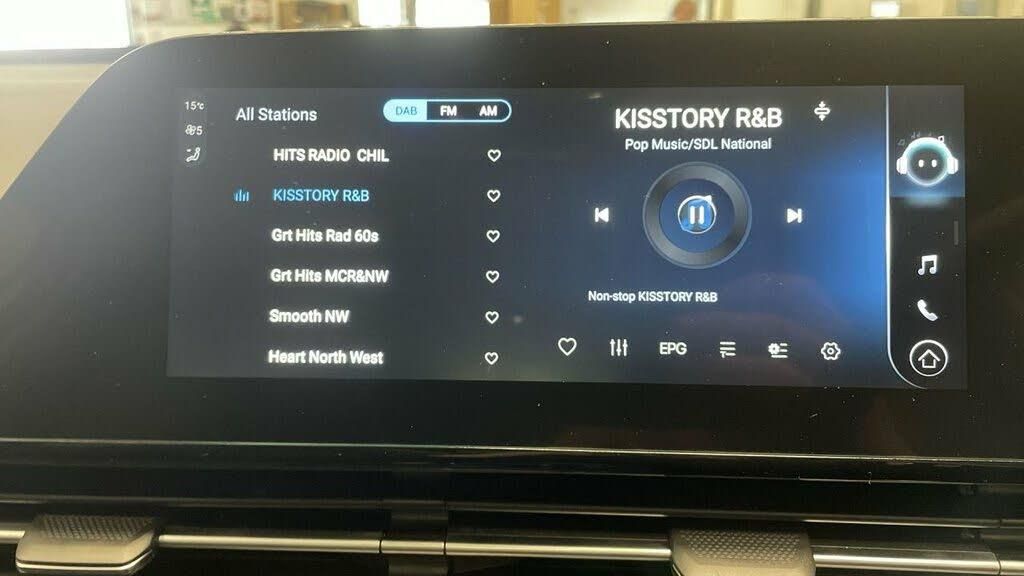 15°c
5
All Stations
DAB FM AM
HITS RADIO CHIL
KISSTORY R&B
Grt Hits Rad 60s
Grt Hits MCR&NW
Smooth NW
Heart North West
KISSTORY R&B
Pop Music/SDL National
Non-stop KISSTORY R&B
EPG